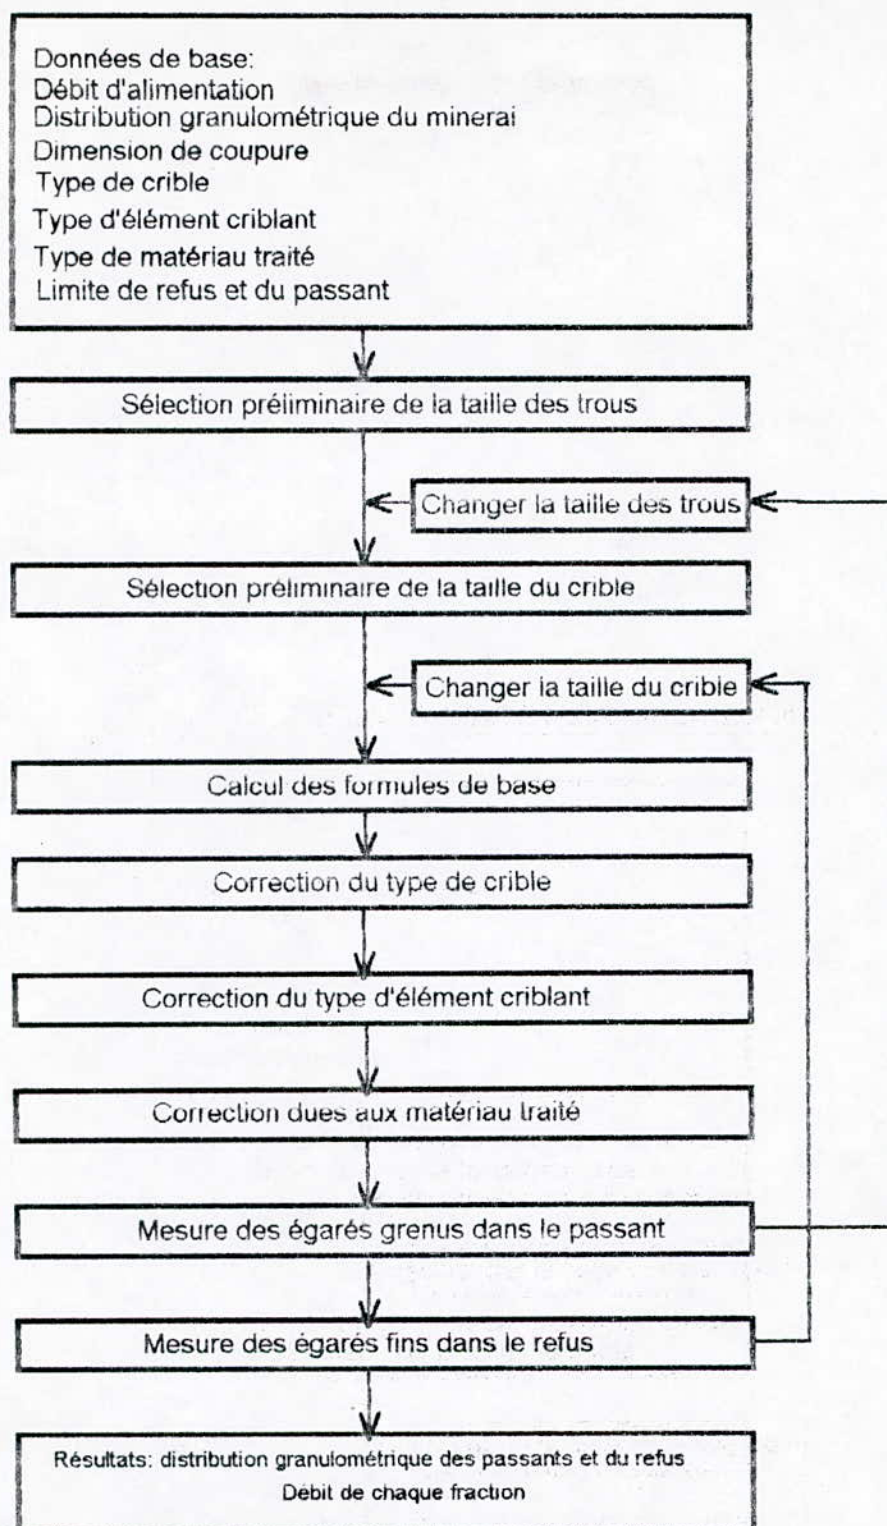 Données de base:
Débit d'alimentation
Distribution granulométrique du minerai
Dimension de coupure
Type de crible
Type d'élément criblant
Type de matériau traité
Limite de refus et du passant
Sélection préliminaire de la taille des trous
Changer la taille des trous
Sélection préliminaire de la taille du crible
Changer la taille du crible
Calcul des formules de base
Correction du type de crible
Correction du type d'élément criblant
Correction dues aux matériau traité
Mesure des égarés grenus dans le passant
Mesure des égarés fins dans le refus
Résultats: distribution granulométrique des passants et du refus
Débit de chaque fraction